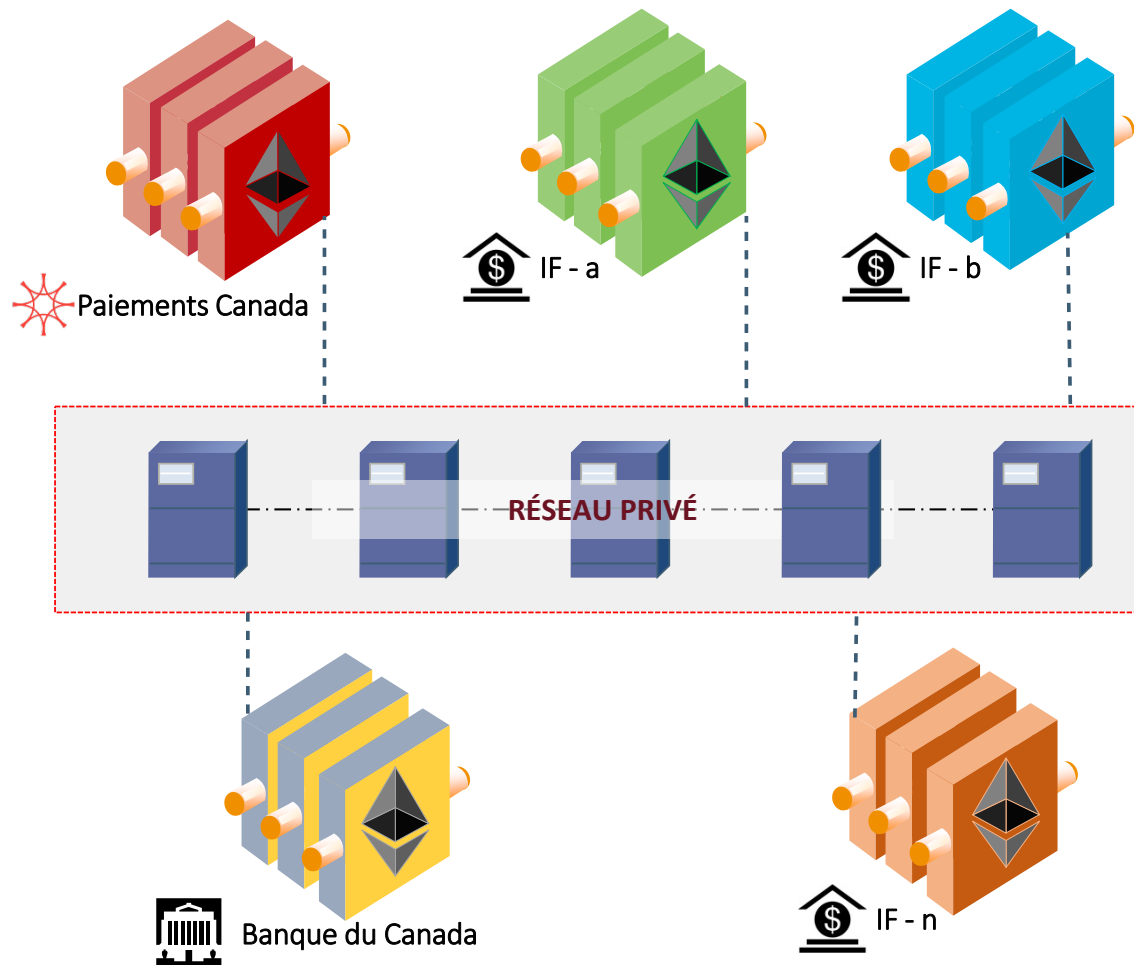 IF - a
IF - b
Paiements Canada
RÉSEAU PRIVÉ
Banque du Canada
IF - n